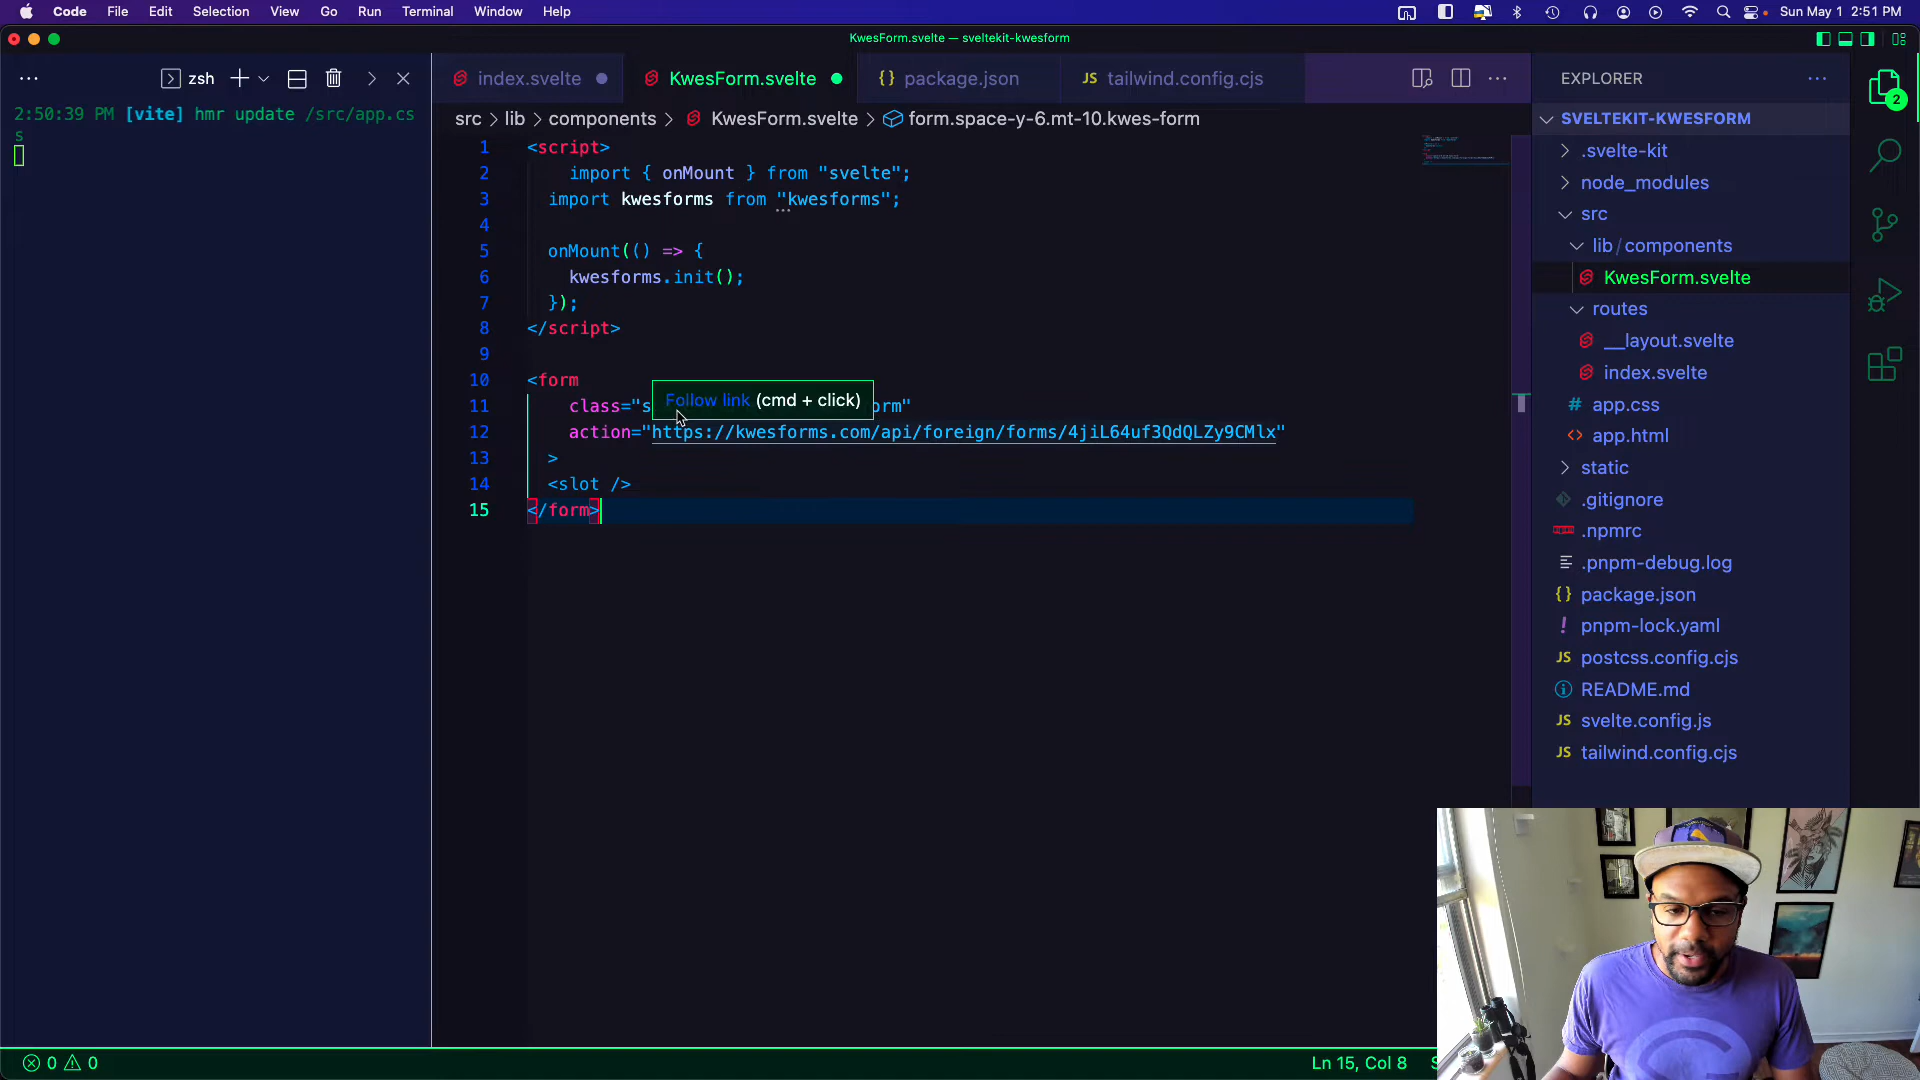 Code File Edit Selection View Go Run Terminal Window Help
Sun May 1 2:51 PM
KwesForm.svelte — sveltekit-kwesform
zsh
2:50:39 PM [vite] hmr update /src/app.cs
s
index.svelte
KwesForm.svelte
{} package.json
JS tailwind.config.cjs
src > lib > components > KwesForm.svelte > form.space-y-6.mt-10.kwes-form
1 <script>
2 import { onMount } from "svelte";
3 import kwesforms from "kwesforms";
4
5 onMount(() => {
6 kwesforms.init();
7 });
8 </script>
9
10 <form
Follow link (cmd + click)
11 class="s orm"
12 action="https://kwesforms.com/api/foreign/forms/4jiL64uf3QdQLZy9CMlx"
13 >
14 <slot />
15 </form>
EXPLORER
SVELTEKIT-KWESFORM
.svelte-kit
node_modules
src
lib / components
KwesForm.svelte
routes
__layout.svelte
index.svelte
# app.css
<> app.html
static
.gitignore
.npmrc
.pnpm-debug.log
{} package.json
! pnpm-lock.yaml
JS postcss.config.cjs
README.md
JS svelte.config.js
JS tailwind.config.cjs
2
0 0
Ln 15, Col 8